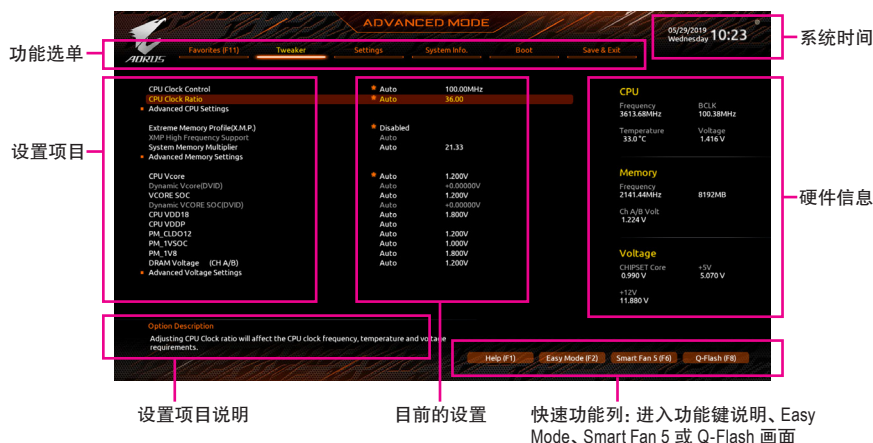 ADVANCED MODE
05/29/2019
Wednesday 10:23
系统时间
功能选单
AORUS
Favorites (F11) Tweaker Settings System Info. Boot Save & Exit
设置项目
CPU Clock Control Auto 100.00MHz
CPU Clock Ratio Auto 36.00
Advanced CPU Settings
Extreme Memory Profile(X.M.P.) Disabled
XMP High Frequency Support Auto
System Memory Multiplier Auto 21.33
Advanced Memory Settings
CPU Vcore Auto 1.200V
Dynamic Vcore(DVID) Auto +0.00000V
VCORE SOC Auto 1.200V
Dynamic VCORE SOC(DVID) Auto +0.00000V
CPU VDD18 Auto 1.800V
CPU VDDP Auto
PM_CLDO12 Auto 1.200V
PM_1VSOC Auto 1.000V
PM_1V8 Auto 1.800V
DRAM Voltage (CH A/B) Auto 1.200V
Advanced Voltage Settings
CPU
Frequency BCLK
3613.68MHz 100.38MHz
Temperature Voltage
33.0 °C 1.416 V
Memory
Frequency
2141.44MHz 8192MB
Ch A/B Volt
1.224 V
Voltage
CHIPSET Core +5V
0.990 V 5.070 V
+12V
11.880 V
硬件信息
Option Description
Adjusting CPU Clock ratio will affect the CPU clock frequency, temperature and voltage
requirements.
Help (F1) Easy Mode (F2) Smart Fan 5 (F6) Q-Flash (F8)
设置项目说明
目前的设置
快速功能列: 进入功能键说明、Easy
Mode、Smart Fan 5 或 Q-Flash 画面